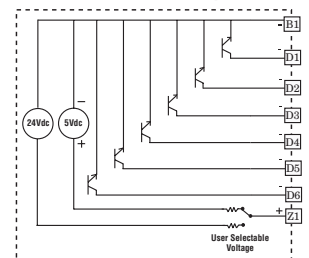 - B1
- D1
- D2
- D3
24Vdc
5Vdc
−
+
- D4
- D5
- D6
+ Z1
User Selectable
Voltage